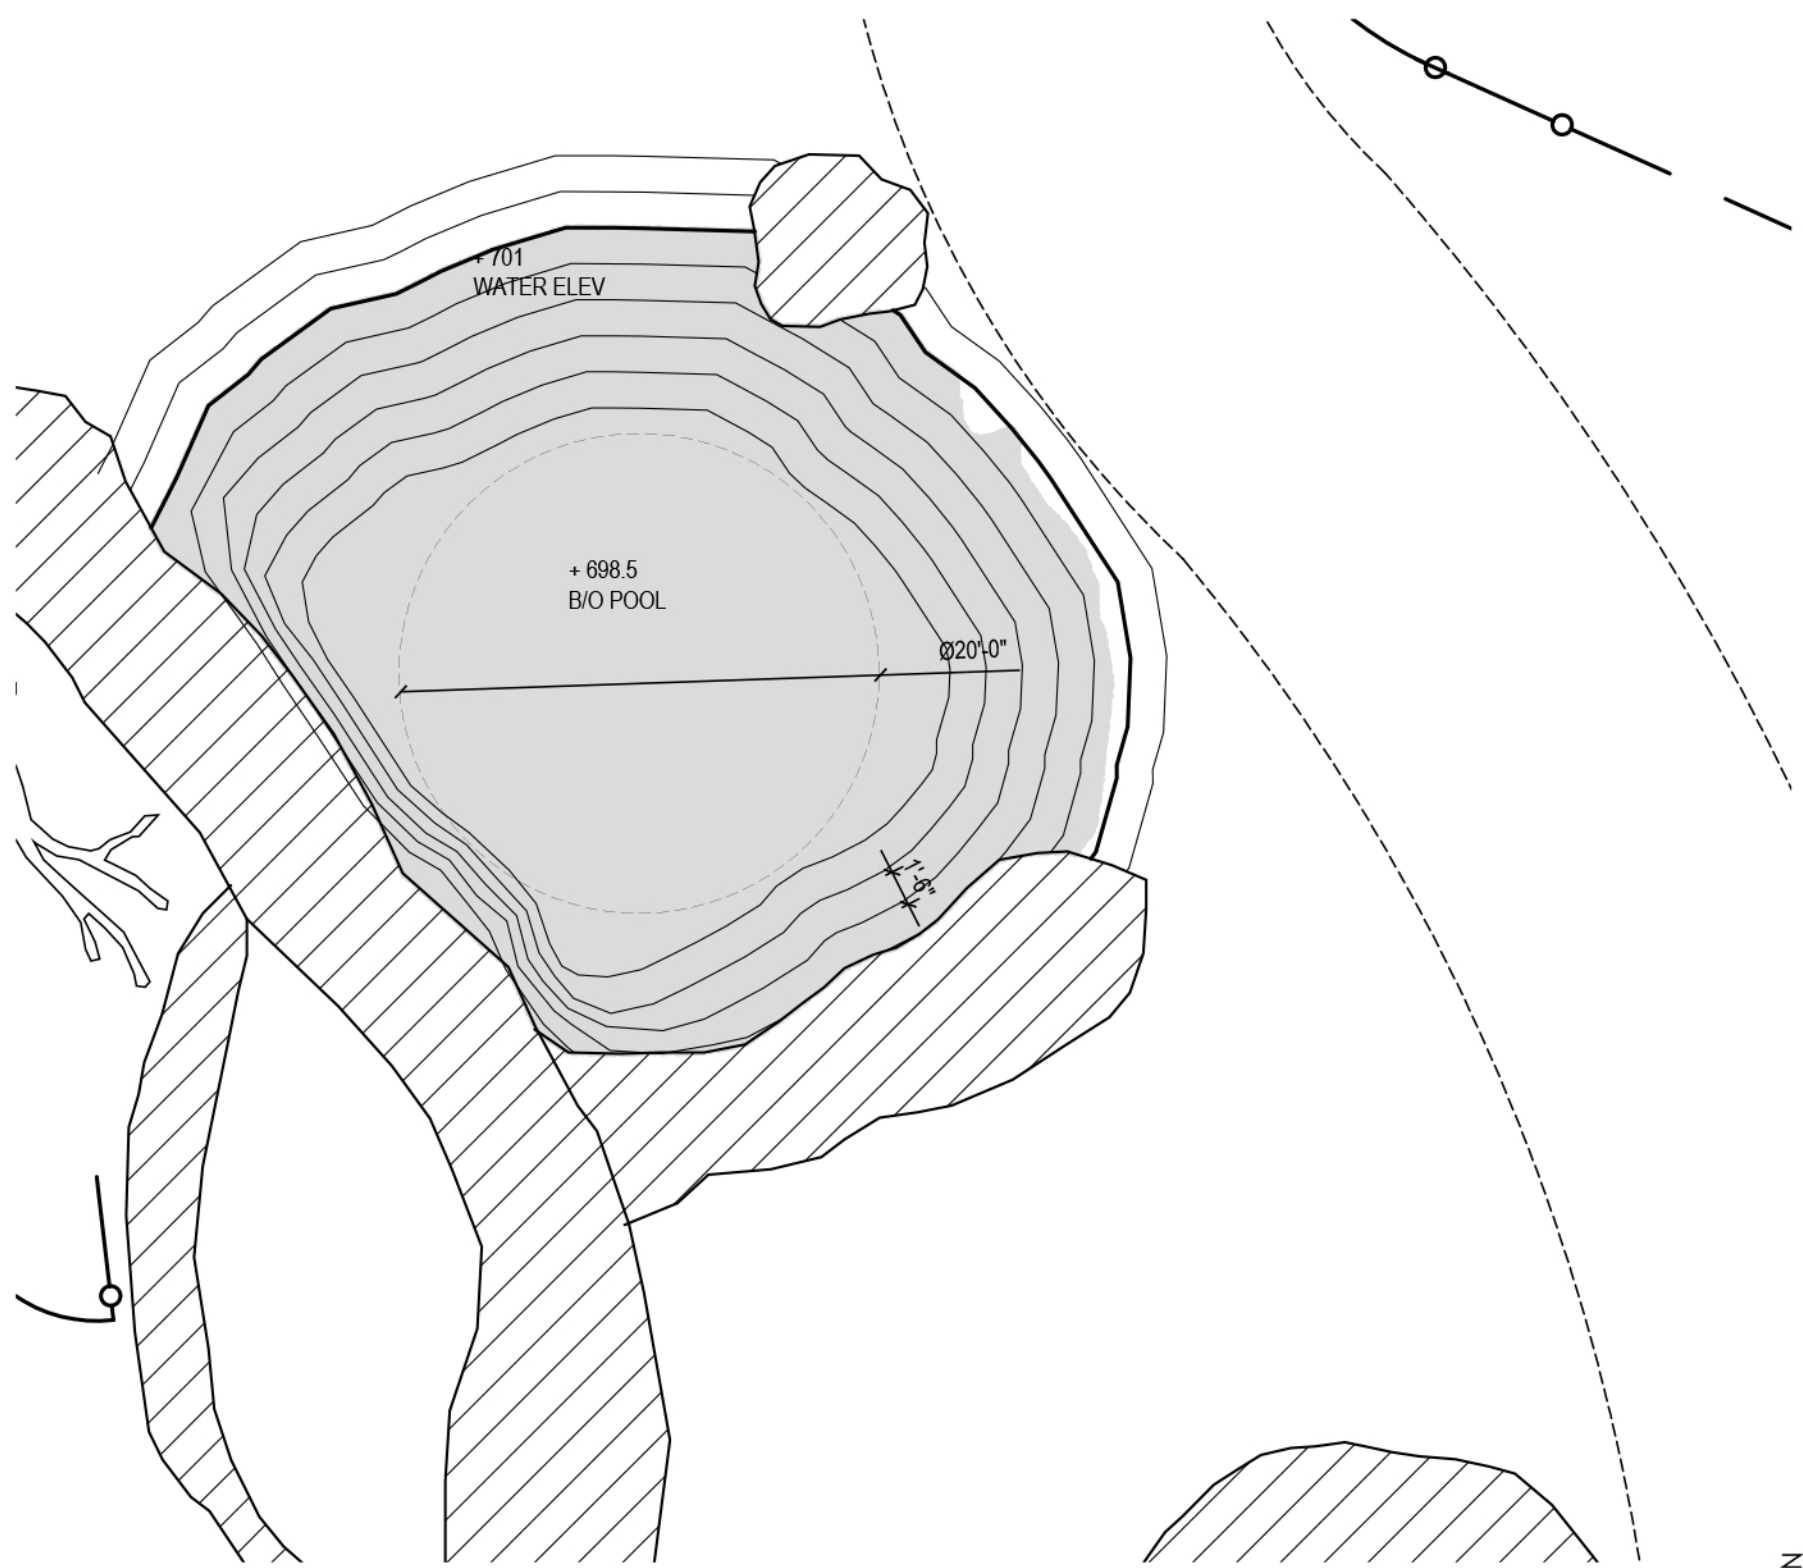 + 701
WATER ELEV
+ 698.5
B/O POOL
Ø20'-0"
1'-6"